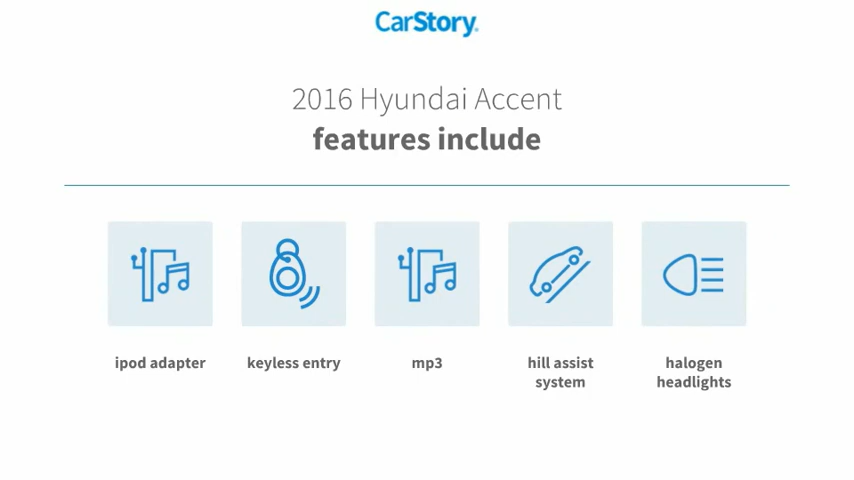 CarStory
2016 Hyundai Accent
features include
ipod adapter
keyless entry
mp3
hill assist
system
halogen
headlights